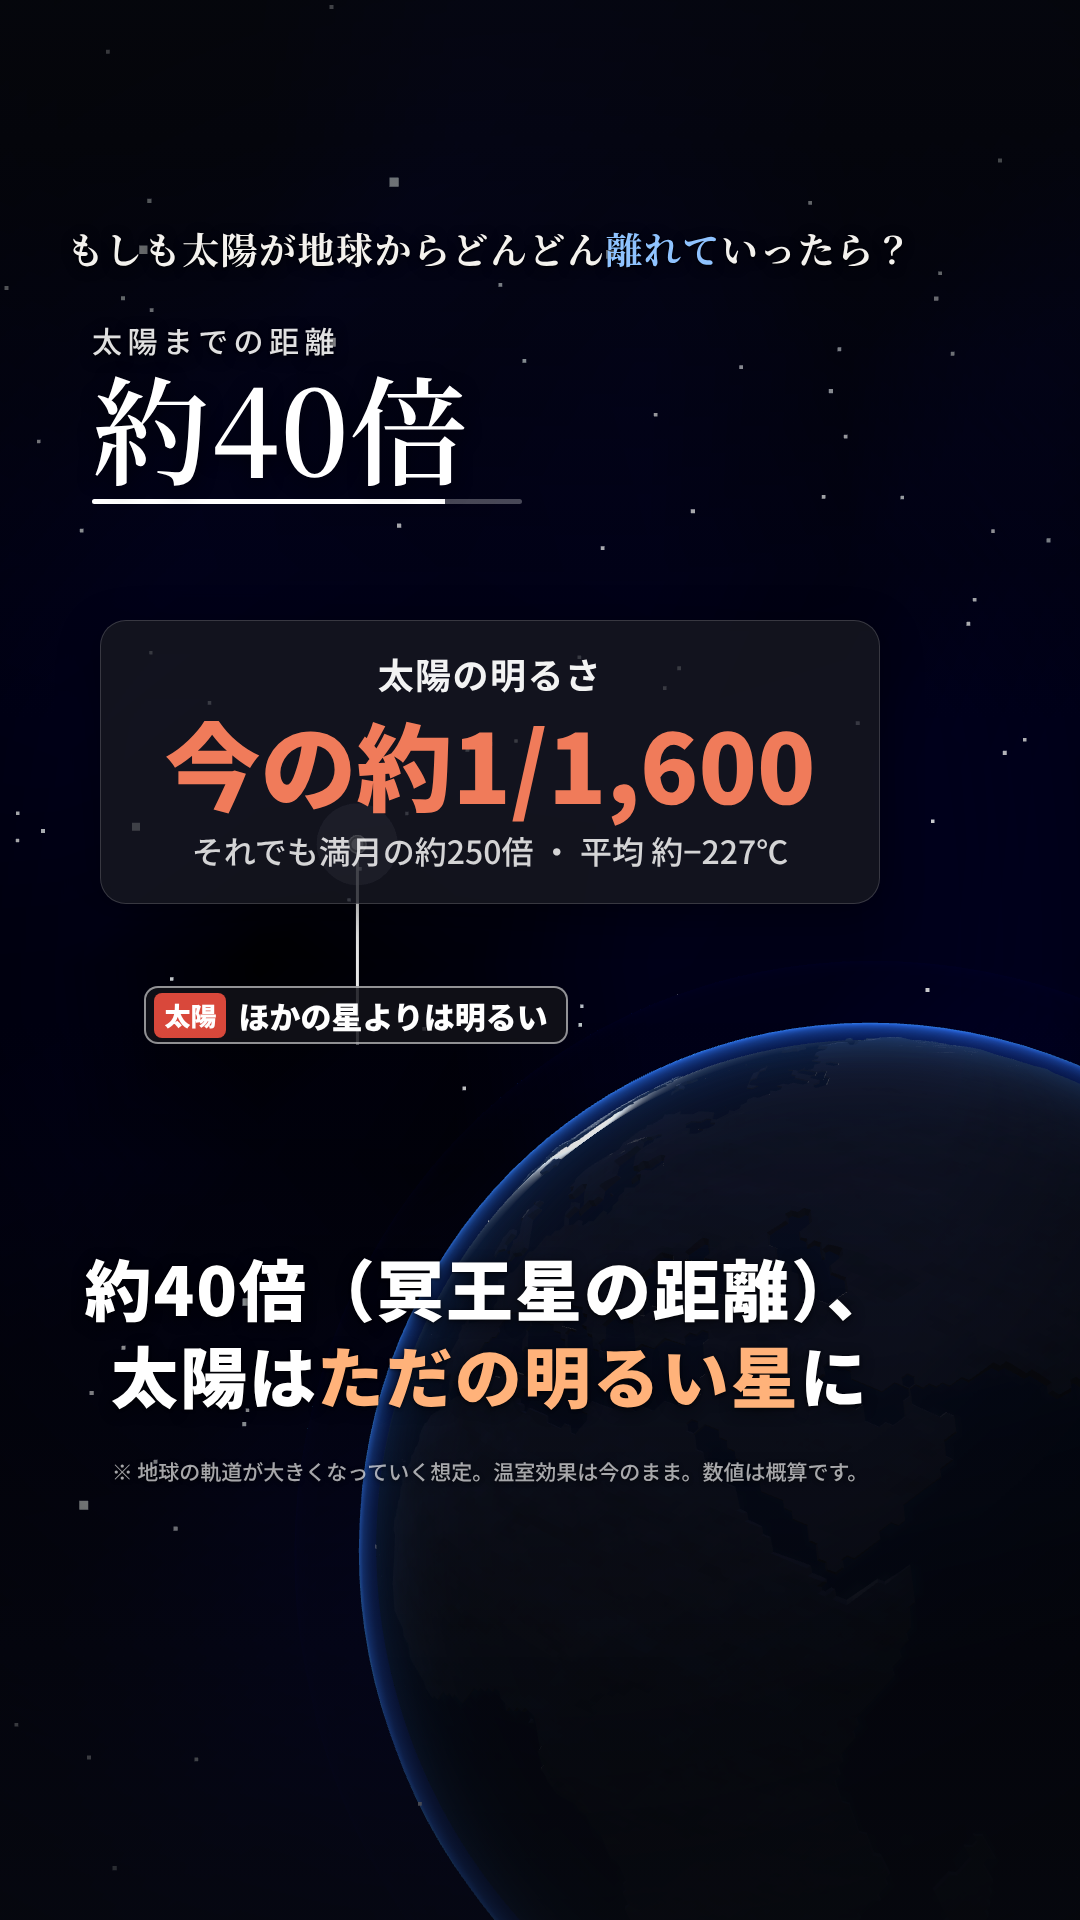 もしも太陽が地球からどんどん離れていったら？
太陽までの距離
約40倍
太陽の明るさ
今の約1/1,600
それでも満月の約250倍 ・ 平均 約−227°C
太陽 ほかの星よりは明るい
約40倍（冥王星の距離）、
太陽はただの明るい星に
※ 地球の軌道が大きくなっていく想定。温室効果は今のまま。数値は概算です。